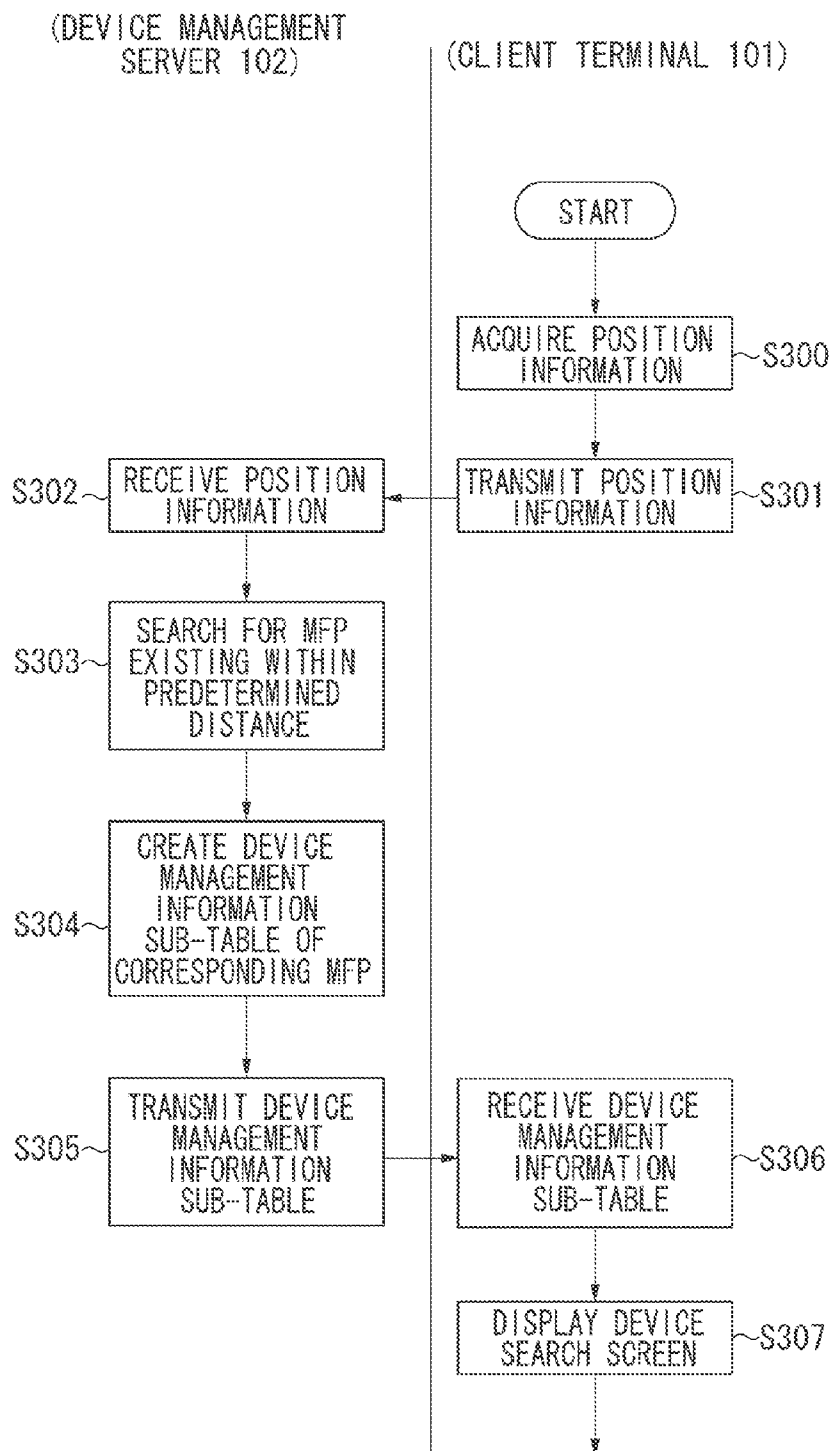 (DEVICE MANAGEMENT
SERVER 102)
(CLIENT TERMINAL 101)
START
ACQUIRE POSITION
INFORMATION
S300
S302
RECEIVE POSITION
INFORMATION
TRANSMIT POSITION
INFORMATION
S301
S303
SEARCH FOR MFP
EXISTING WITHIN
PREDETERMINED
DISTANCE
S304
CREATE DEVICE
MANAGEMENT
INFORMATION
SUB-TABLE OF
CORRESPONDING MFP
S305
TRANSMIT DEVICE
MANAGEMENT
INFORMATION
SUB-TABLE
RECEIVE DEVICE
MANAGEMENT
INFORMATION
SUB-TABLE
S306
DISPLAY DEVICE
SEARCH SCREEN
S307